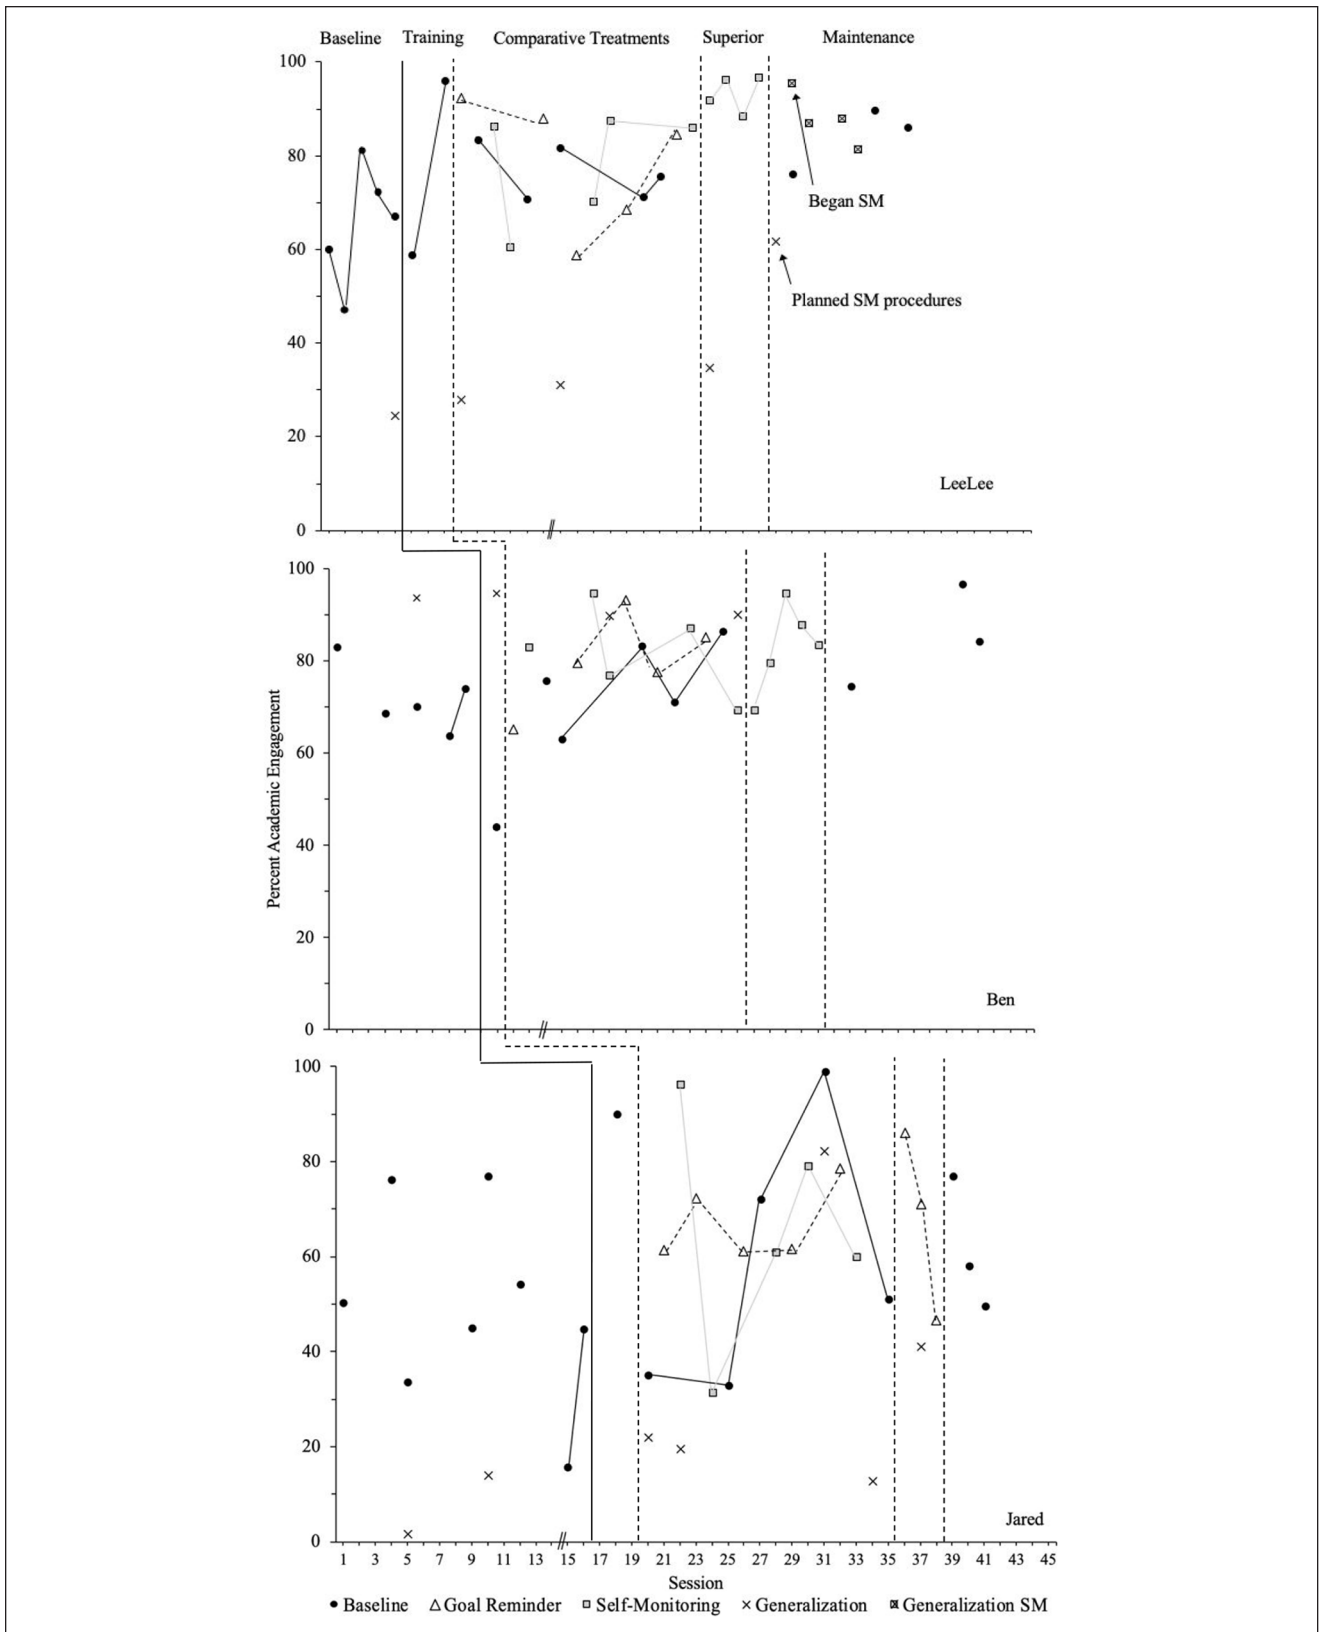 Baseline Training Comparative Treatments Superior Maintenance
100
80
Began SM
60
Planned SM procedures
40
20
LeeLee
0
100
80
60
Percent Academic Engagement
40
20
Ben
0
100
80
60
40
20
Jared
0
1 3 5 7 9 11 13 15 17 19 21 23 25 27 29 31 33 35 37 39 41 43 45
Session
Baseline Goal Reminder Self-Monitoring Generalization Generalization SM